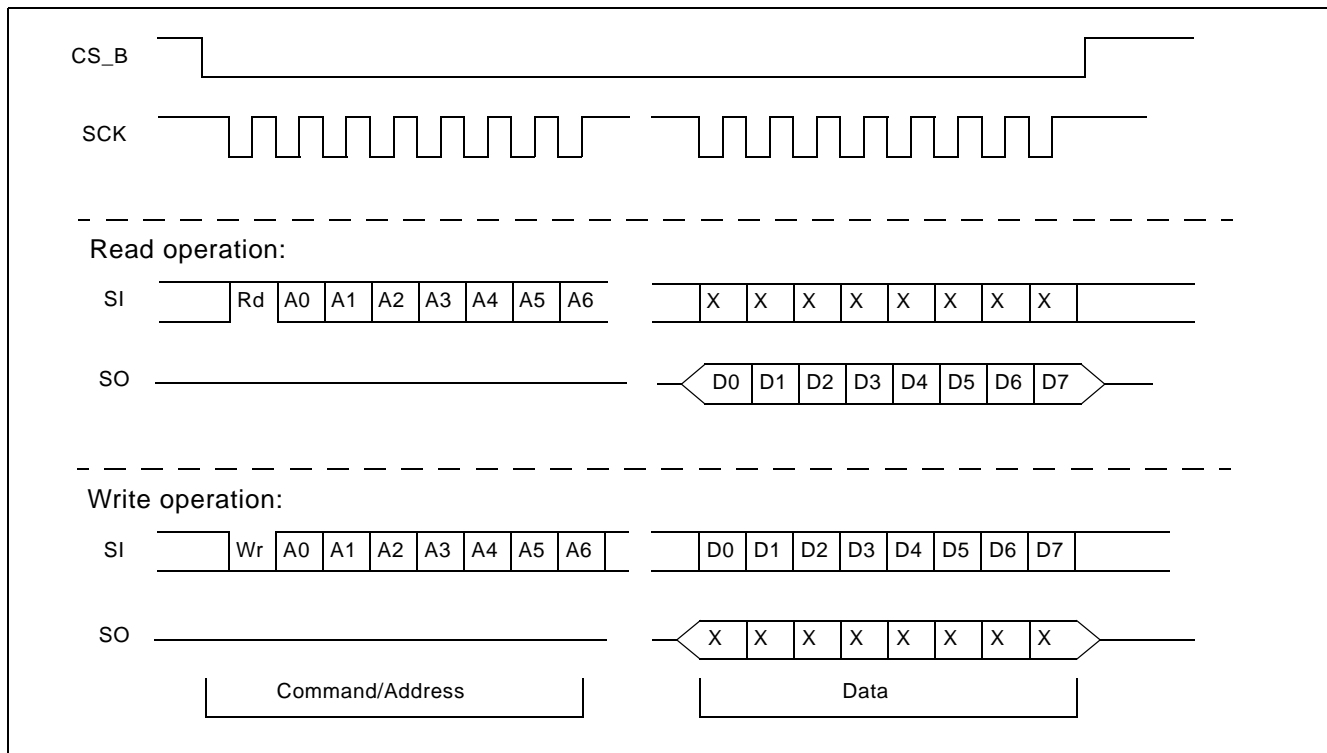 CS_B
SCK
Read operation:
SI Rd A0 A1 A2 A3 A4 A5 A6 X X X X X X X X
SO D0 D1 D2 D3 D4 D5 D6 D7
Write operation:
SI Wr A0 A1 A2 A3 A4 A5 A6 D0 D1 D2 D3 D4 D5 D6 D7
SO X X X X X X X X
Command/Address Data